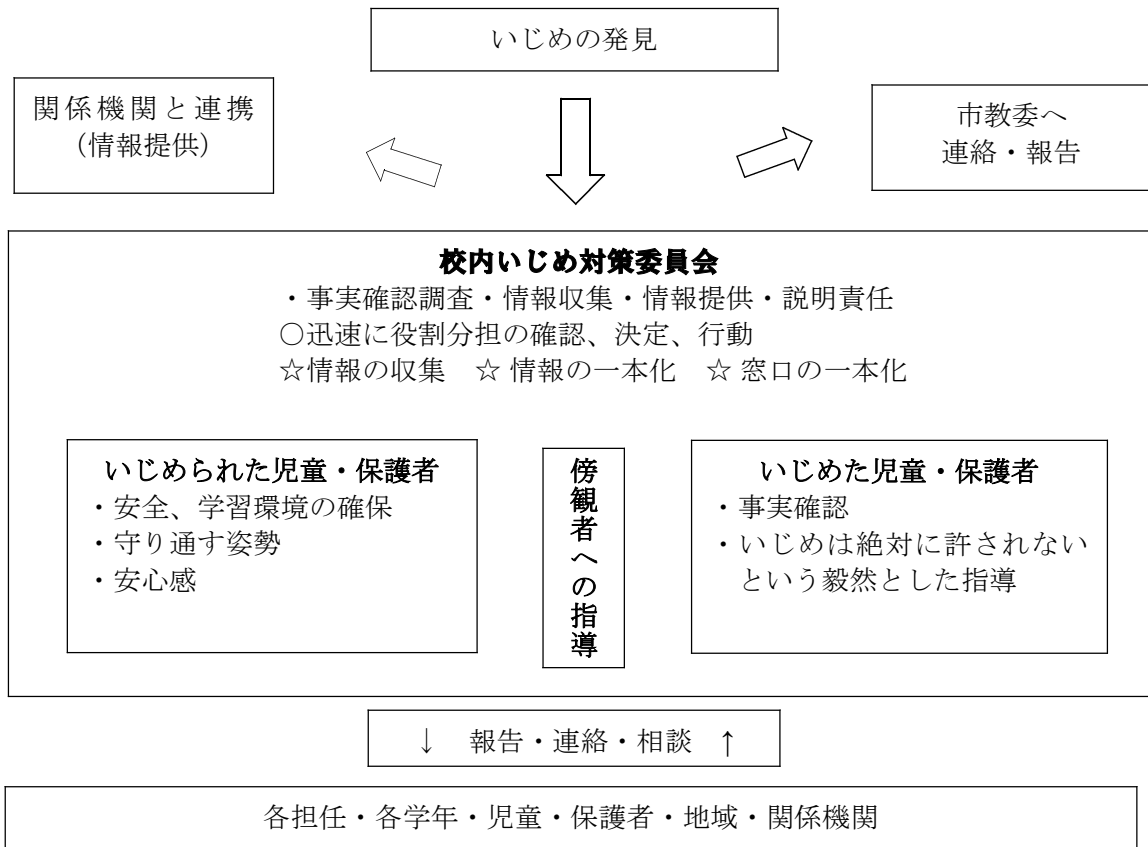 いじめの発見
関係機関と連携
(情報提供)
市教委へ
連絡・報告
校内いじめ対策委員会
・事実確認調査・情報収集・情報提供・説明責任
○迅速に役割分担の確認、決定、行動
☆情報の収集　☆ 情報の一本化　☆ 窓口の一本化
いじめられた児童・保護者
・安全、学習環境の確保
・守り通す姿勢
・安心感
傍観者への指導
いじめた児童・保護者
・事実確認
・いじめは絶対に許されない
という毅然とした指導
↓　報告・連絡・相談　↑
各担任・各学年・児童・保護者・地域・関係機関